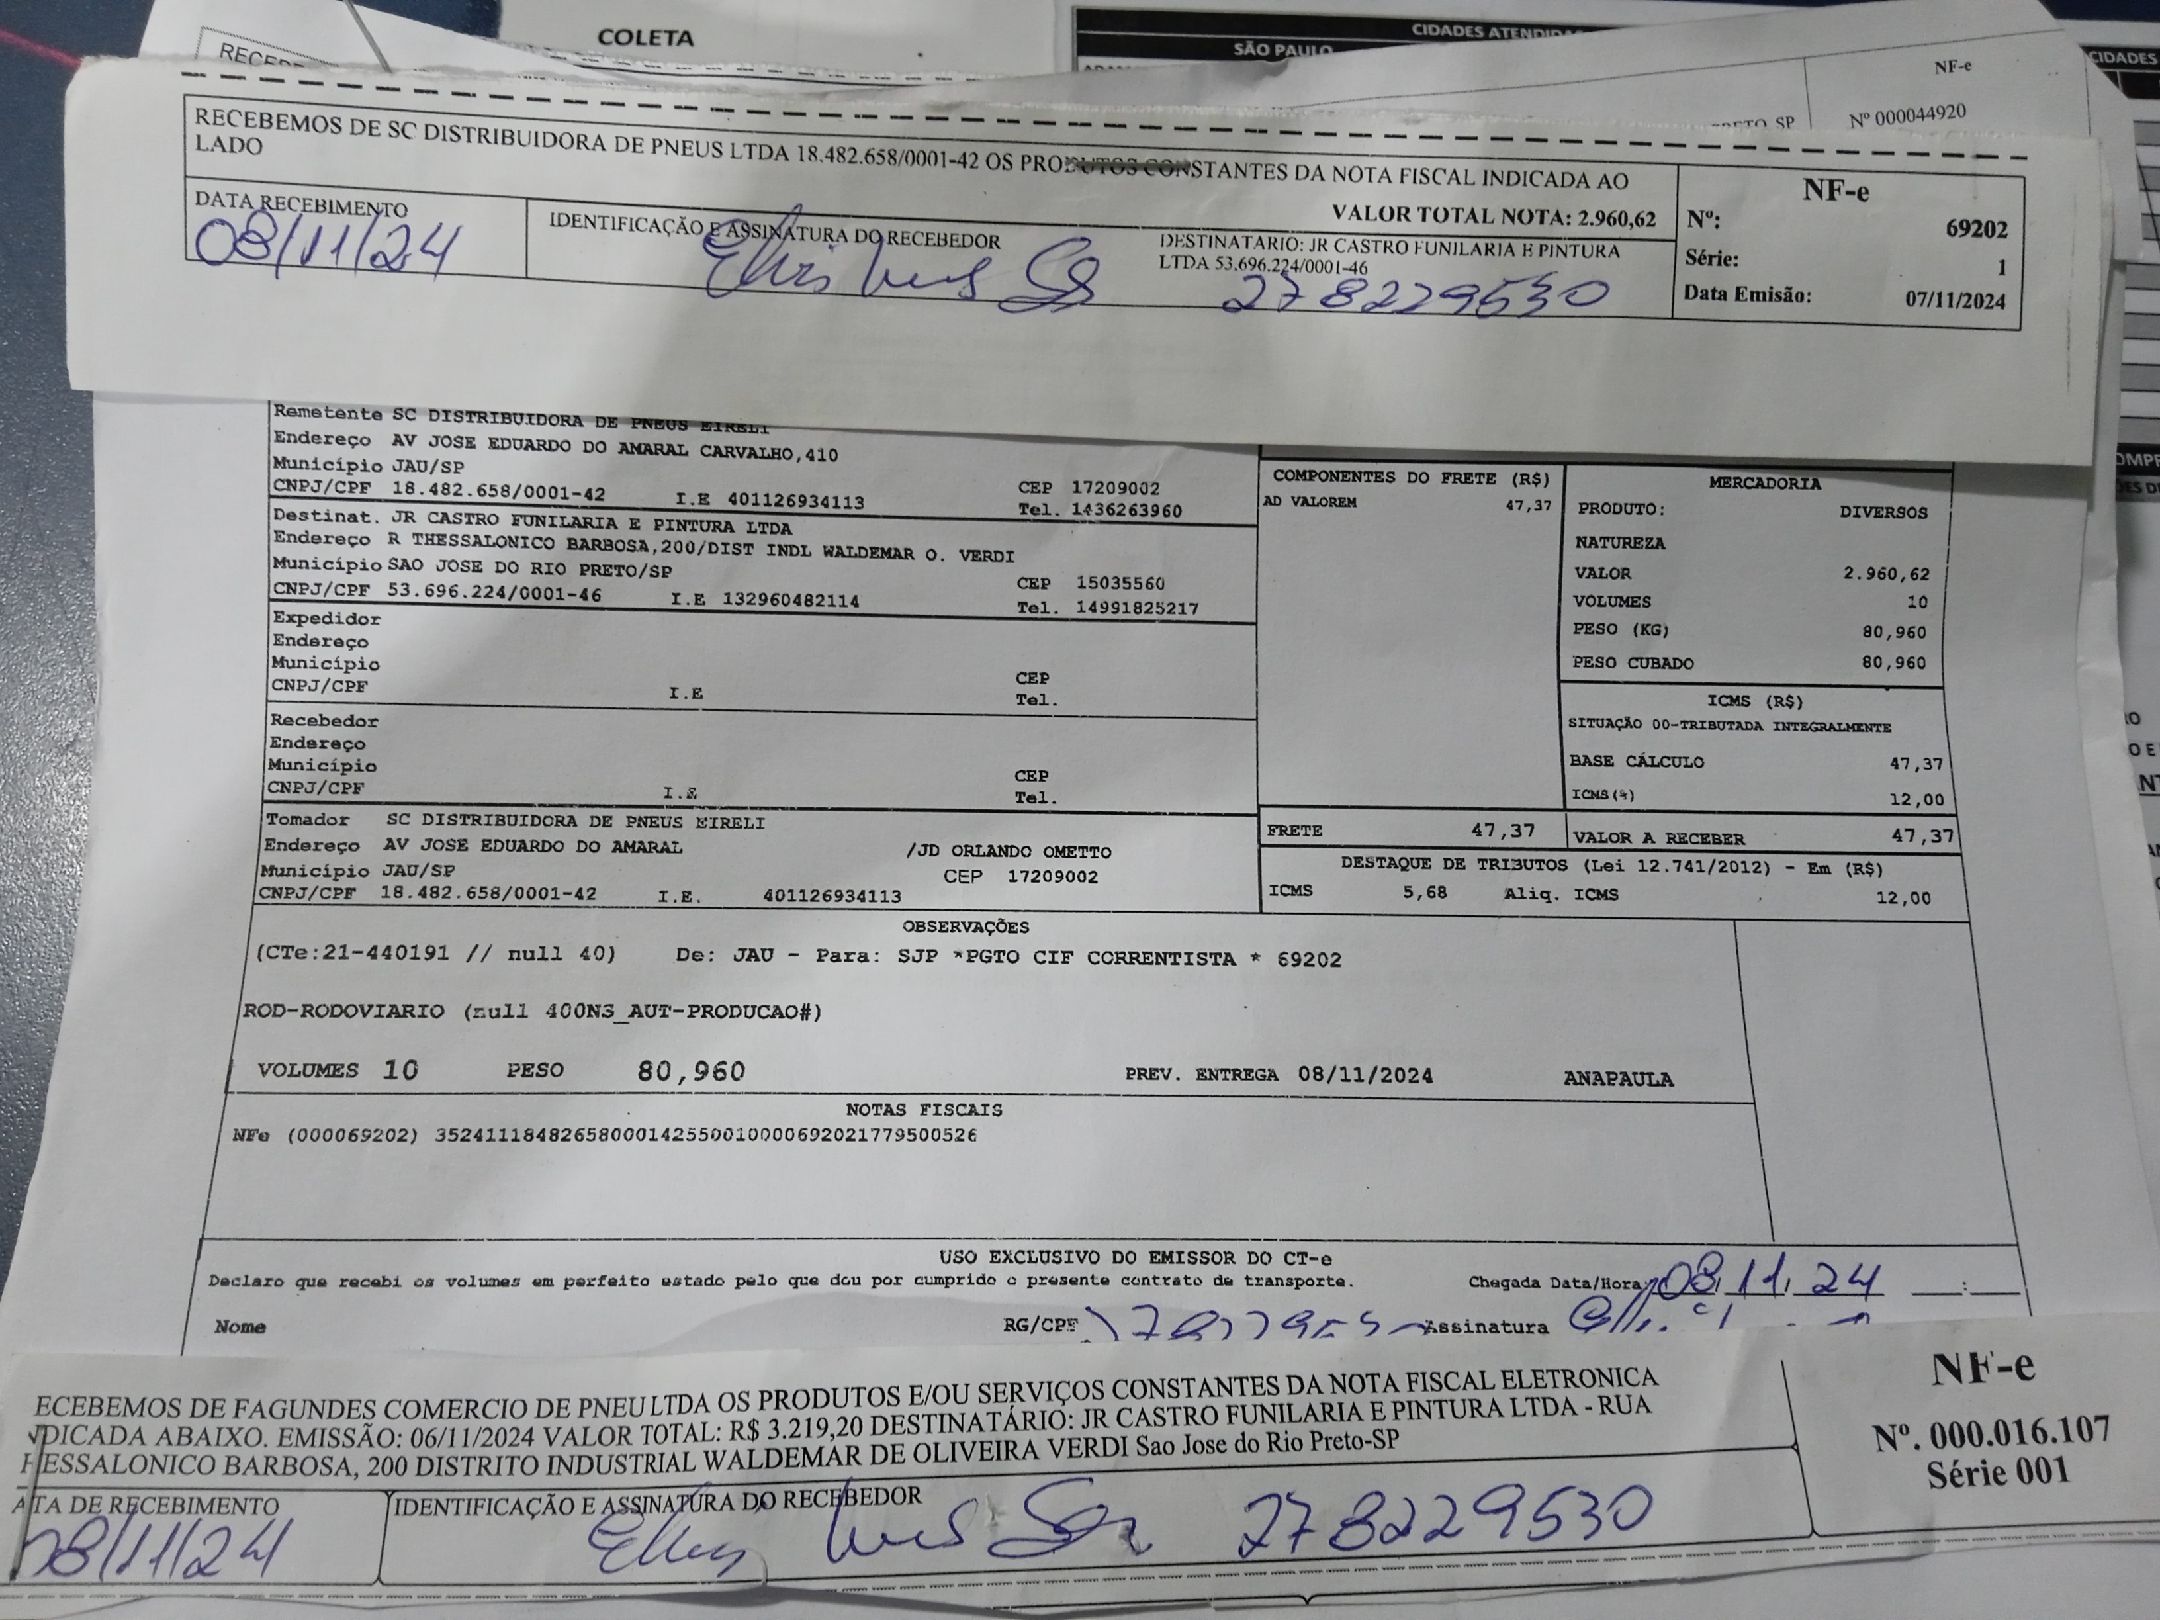 COLETA
CIDADES ATENDID
SÃO PAULO
CIDADES
NF-e
PRETO SP
Nº 000044920
RECEBEMOS DE SC DISTRIBUIDORA DE PNEUS LTDA 18.482.658/0001-42 OS PRODUTOS CONSTANTES DA NOTA FISCAL INDICADA AO
LADO
VALOR TOTAL NOTA: 2.960,62
NF-e
Nº: 69202
Série: 1
Data Emisão: 07/11/2024
DATA RECEBIMENTO
08/11/24
IDENTIFICAÇÃO E ASSINATURA DO RECEBEDOR
DESTINATARIO: JR CASTRO FUNILARIA E PINTURA
LTDA 53.696.224/0001-46
278229530
Remetente SC DISTRIBUIDORA DE PNEUS EIRELI
Endereço AV JOSE EDUARDO DO AMARAL CARVALHO,410
Município JAU/SP
CEP 17209002
CNPJ/CPF 18.482.658/0001-42 I.E 401126934113
Tel. 1436263960
Destinat. JR CASTRO FUNILARIA E PINTURA LTDA
Endereço R THESSALONICO BARBOSA,200/DIST INDL WALDEMAR O. VERDI
Município SAO JOSE DO RIO PRETO/SP
CEP 15035560
CNPJ/CPF 53.696.224/0001-46 I.E 132960482114
Tel. 14991825217
Expedidor
Endereço
Município
CEP
CNPJ/CPF I.E
Tel.
Recebedor
Endereço
Município
CEP
CNPJ/CPF I.E
Tel.
Tomador SC DISTRIBUIDORA DE PNEUS EIRELI
Endereço AV JOSE EDUARDO DO AMARAL /JD ORLANDO OMETTO
Município JAU/SP CEP 17209002
CNPJ/CPF 18.482.658/0001-42 I.E. 401126934113
COMPONENTES DO FRETE (R$)
AD VALOREM 47,37
MERCADORIA
PRODUTO: DIVERSOS
NATUREZA
VALOR 2.960,62
VOLUMES 10
PESO (KG) 80,960
PESO CUBADO 80,960
ICMS (R$)
SITUAÇÃO 00-TRIBUTADA INTEGRALMENTE
BASE CÁLCULO 47,37
ICMS(%) 12,00
FRETE 47,37
VALOR A RECEBER 47,37
DESTAQUE DE TRIBUTOS (Lei 12.741/2012) - Em (R$)
ICMS 5,68 Aliq. ICMS 12,00
OBSERVAÇÕES
(CTe:21-440191 // null 40) De: JAU - Para: SJP *PGTO CIF CORRENTISTA * 69202
ROD-RODOVIARIO (null 400NS_AUT-PRODUCAO#)
VOLUMES 10 PESO 80,960 PREV. ENTREGA 08/11/2024 ANAPAULA
NOTAS FISCAIS
NFe (000069202) 35241118482658000142550010000692021779500526
USO EXCLUSIVO DO EMISSOR DO CT-e
Declaro que recebi os volumes em perfeito estado pelo que dou por cumprido o presente contrato de transporte.
Chegada Data/Hora 08 11 24
Nome RG/CPF Assinatura
ECEBEMOS DE FAGUNDES COMERCIO DE PNEU LTDA OS PRODUTOS E/OU SERVIÇOS CONSTANTES DA NOTA FISCAL ELETRONICA
NDICADA ABAIXO. EMISSÃO: 06/11/2024 VALOR TOTAL: R$ 3.219,20 DESTINATÁRIO: JR CASTRO FUNILARIA E PINTURA LTDA - RUA
HESSALONICO BARBOSA, 200 DISTRITO INDUSTRIAL WALDEMAR DE OLIVEIRA VERDI Sao Jose do Rio Preto-SP
NF-e
Nº. 000.016.107
Série 001
ATA DE RECEBIMENTO
08/11/24
IDENTIFICAÇÃO E ASSINATURA DO RECEBEDOR
278229530